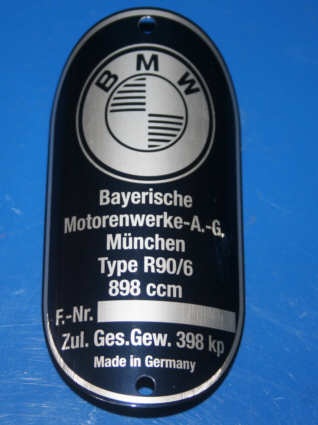 BMW
Bayerische
Motorenwerke-A.-G.
München
Type R90/6
898 ccm
F.-Nr.
Zul. Ges.Gew. 398 kp
Made in Germany